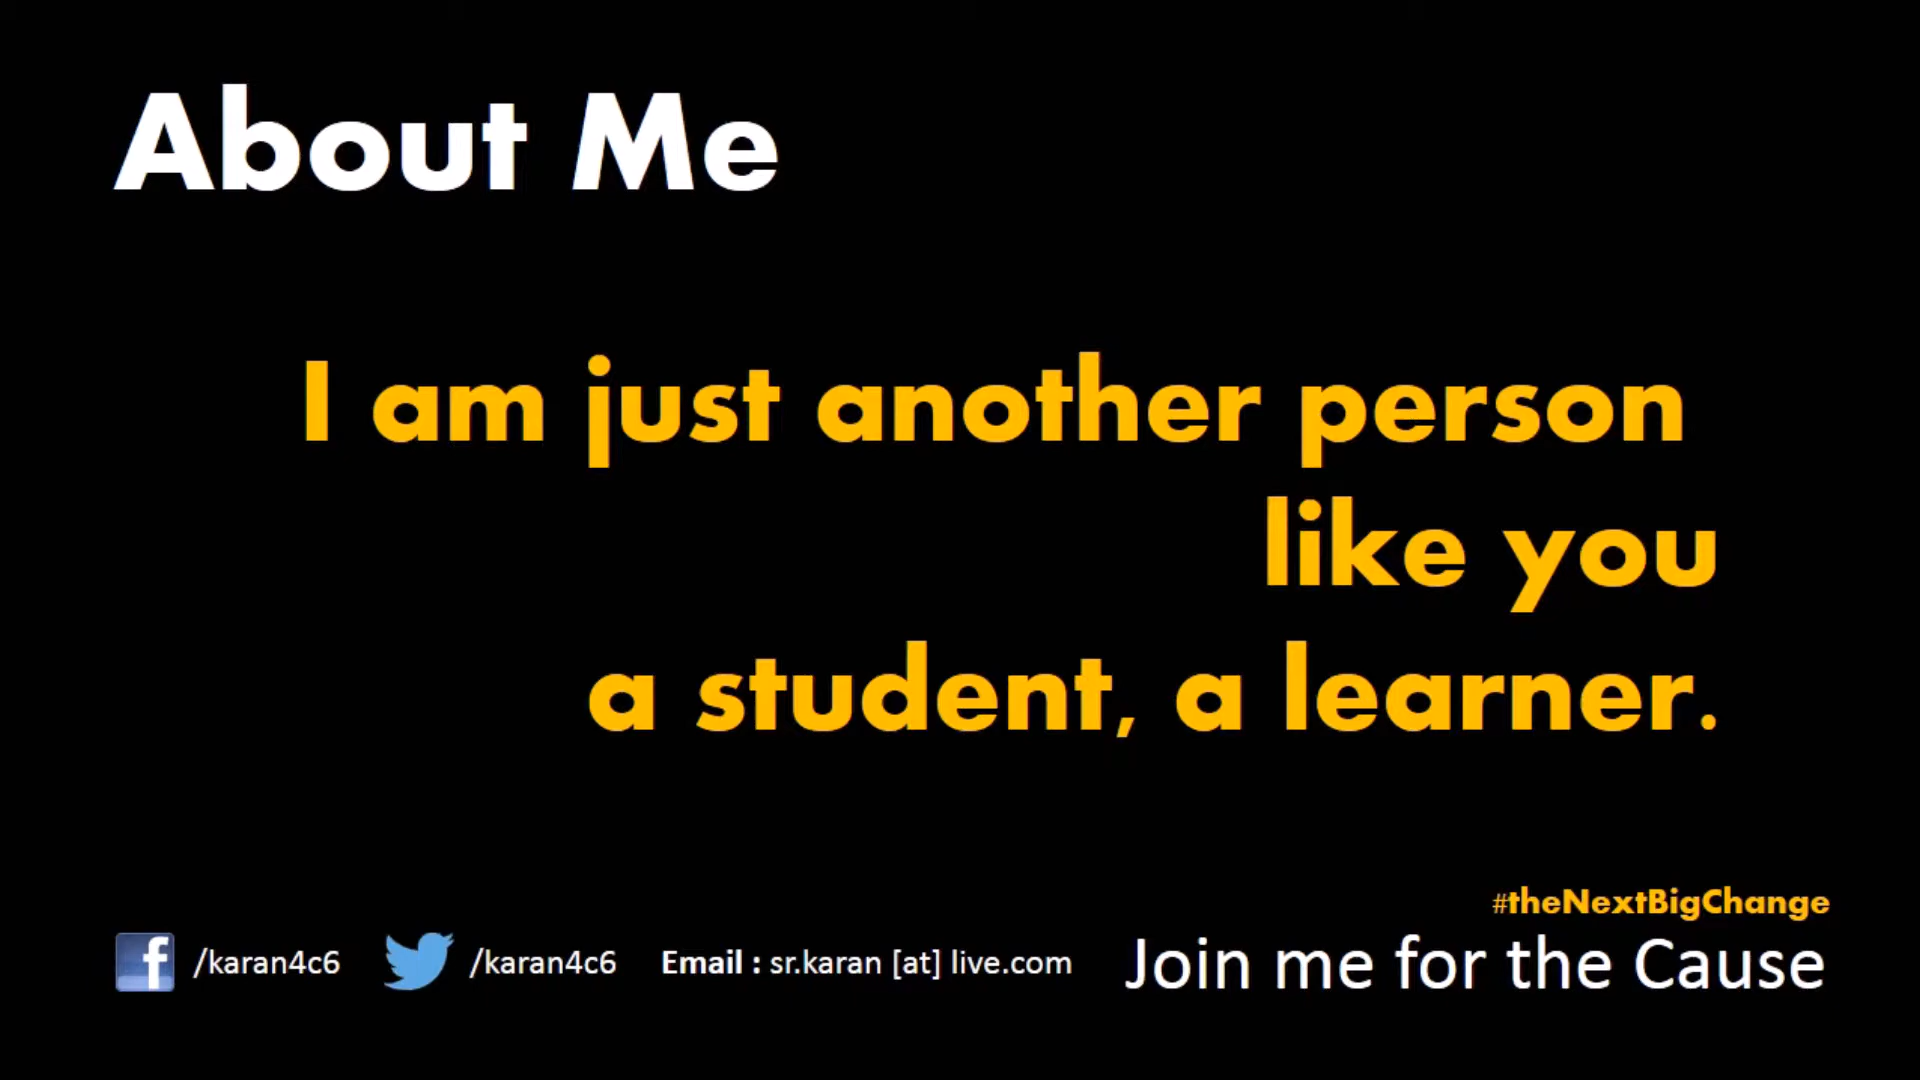 About Me
I am just another person
like you
a student, a learner.
#theNextBigChange
/karan4c6 /karan4c6 Email : sr.karan [at] live.com Join me for the Cause